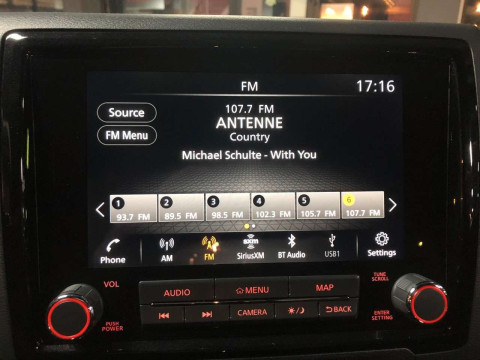 FM
17:16
Source
107.7 FM
ANTENNE
FM Menu
Country
Michael Schulte - With You
1 2 3 4 5 6
93.7 FM 89.5 FM 98.5 FM 102.3 FM 105.7 FM 107.7 FM
sxm
Phone AM FM SiriusXM BT Audio USB1 Settings
VOL
AUDIO MENU MAP
TUNE
SCROLL
PUSH
POWER
CAMERA BACK
ENTER
SETTING